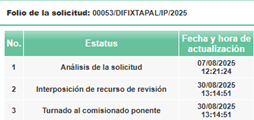 Folio de la solicitud: 00053/DIFIXTAPAL/IP/2025
No. Estatus Fecha y hora de actualización
1 Análisis de la solicitud 07/08/2025 12:21:24
2 Interposición de recurso de revisión 30/08/2025 13:14:51
3 Turnado al comisionado ponente 30/08/2025 13:14:51